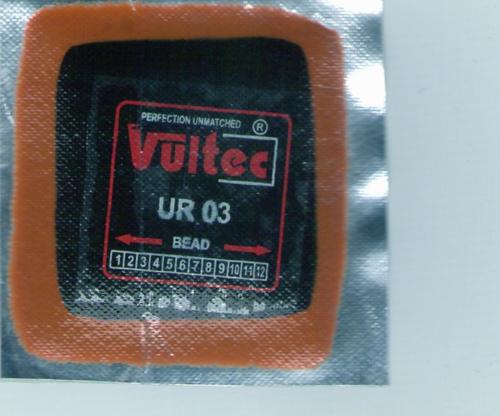 PERFECTION UNMATCHED ®
Vultec
UR 03
BEAD
1 2 3 4 5 6 7 8 9 10 11 12